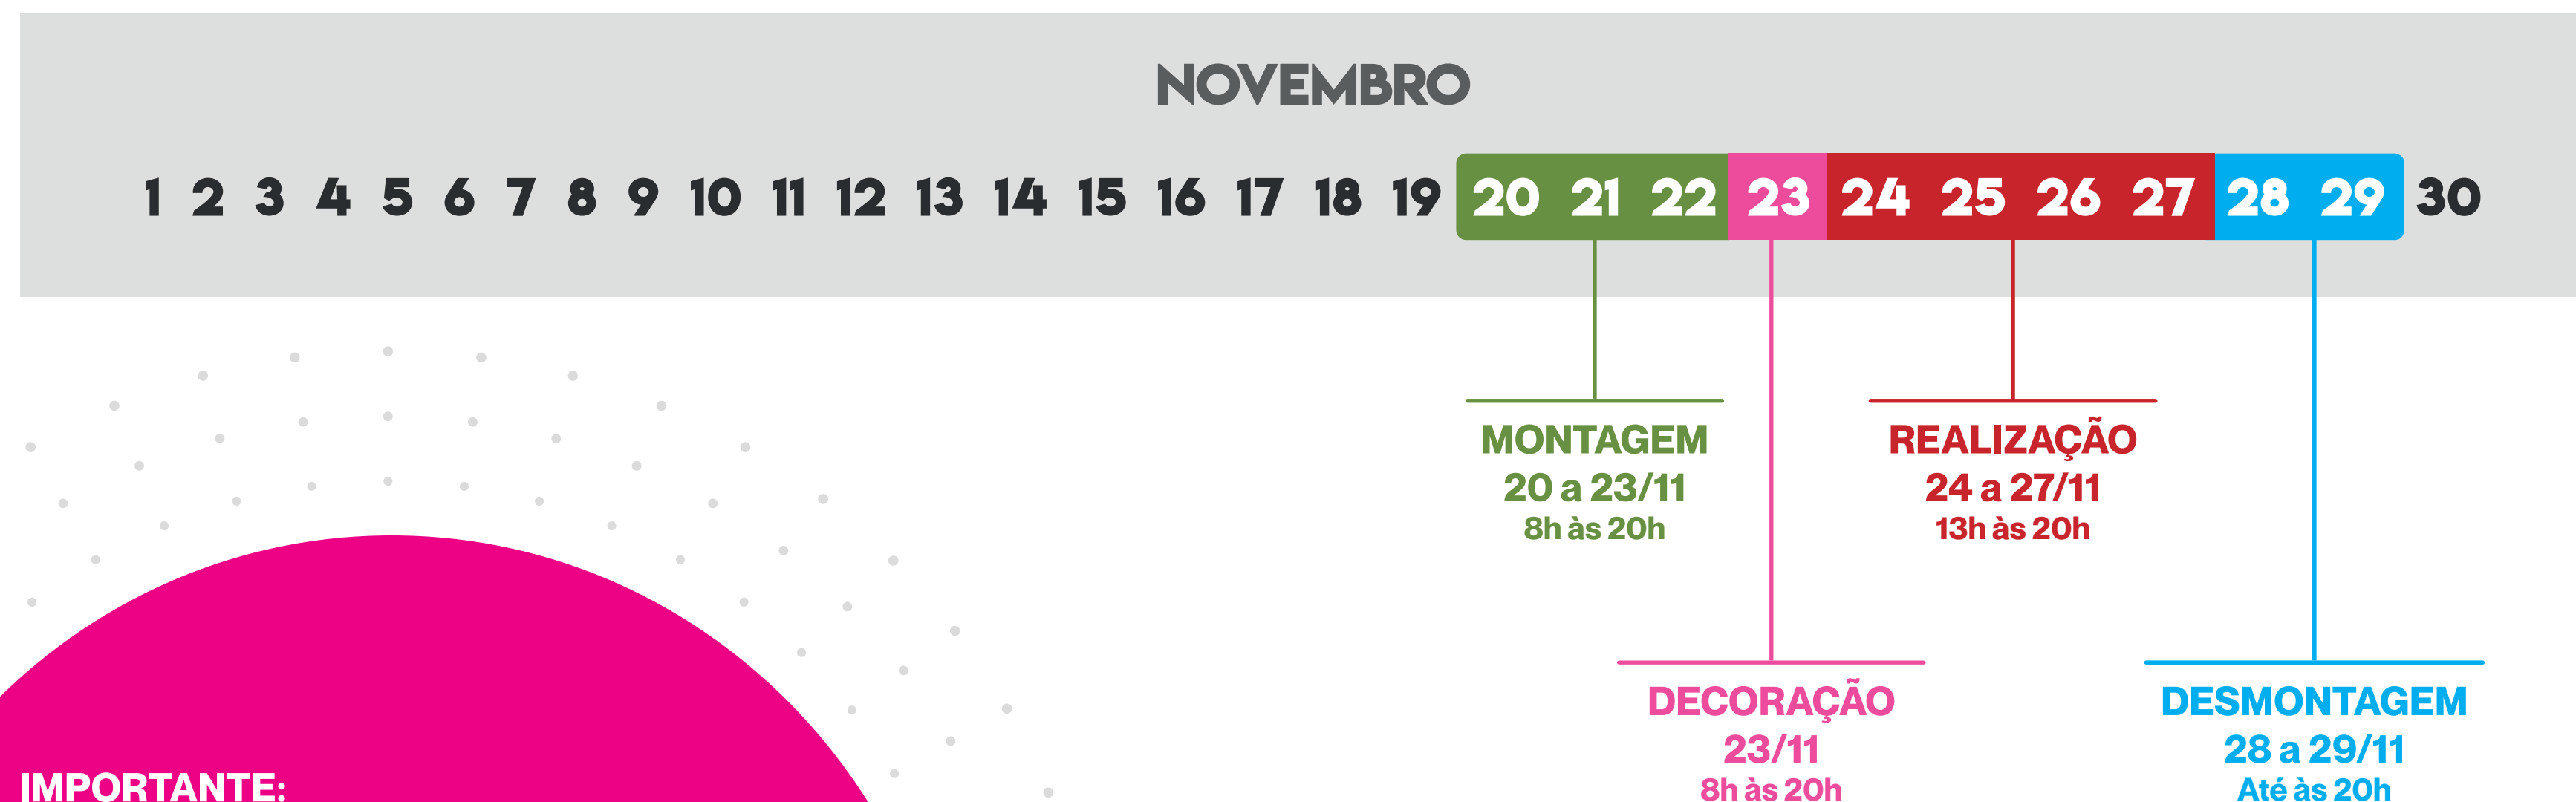 NOVEMBRO
1 2 3 4 5 6 7 8 9 10 11 12 13 14 15 16 17 18 19 20 21 22 23 24 25 26 27 28 29 30
MONTAGEM
20 a 23/11
8h às 20h
REALIZAÇÃO
24 a 27/11
13h às 20h
DECORAÇÃO
23/11
8h às 20h
DESMONTAGEM
28 a 29/11
Até às 20h
IMPORTANTE: